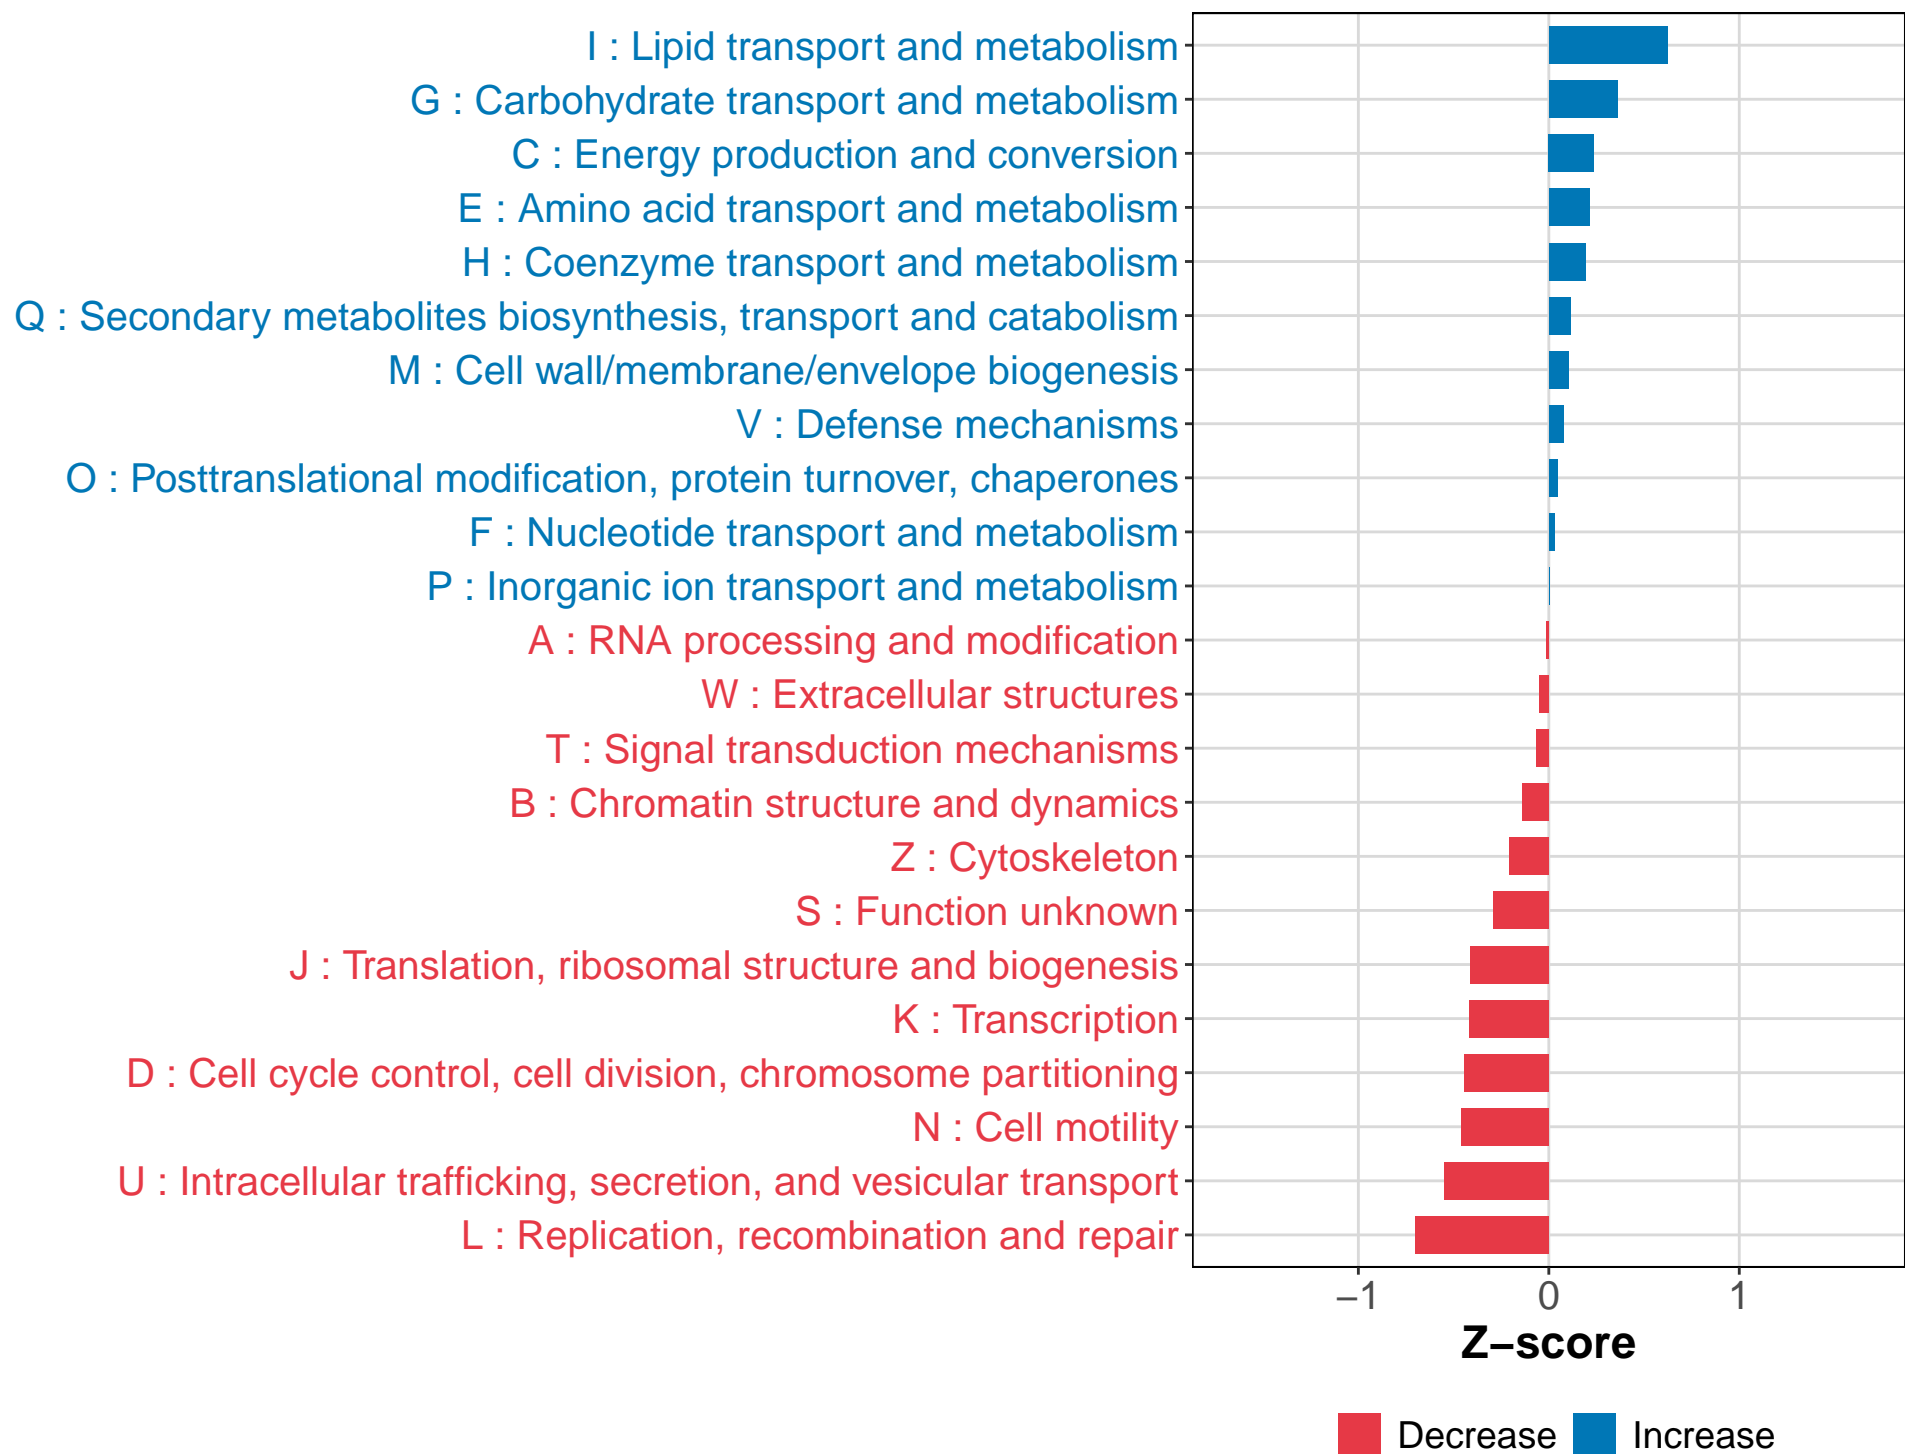 I : Lipid transport and metabolism
G : Carbohydrate transport and metabolism
C : Energy production and conversion
E : Amino acid transport and metabolism
H : Coenzyme transport and metabolism
Q : Secondary metabolites biosynthesis, transport and catabolism
M : Cell wall/membrane/envelope biogenesis
V : Defense mechanisms
O : Posttranslational modification, protein turnover, chaperones
F : Nucleotide transport and metabolism
P : Inorganic ion transport and metabolism
A : RNA processing and modification
W : Extracellular structures
T : Signal transduction mechanisms
B : Chromatin structure and dynamics
Z : Cytoskeleton
S : Function unknown
J : Translation, ribosomal structure and biogenesis
K : Transcription
D : Cell cycle control, cell division, chromosome partitioning
N : Cell motility
U : Intracellular trafficking, secretion, and vesicular transport
L : Replication, recombination and repair
−1 0 1
Z−score
Decrease Increase